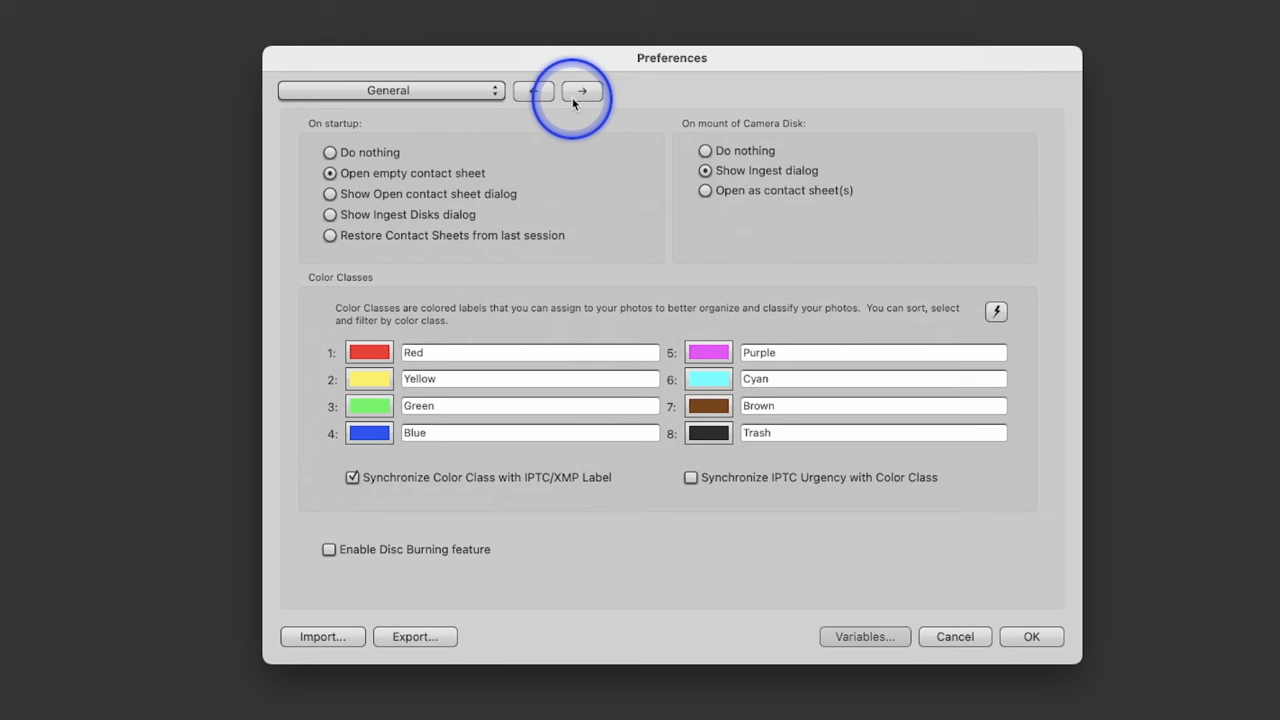 Preferences
General
← →
On startup:
Do nothing
Open empty contact sheet
Show Open contact sheet dialog
Show Ingest Disks dialog
Restore Contact Sheets from last session
On mount of Camera Disk:
Do nothing
Show Ingest dialog
Open as contact sheet(s)
Color Classes
Color Classes are colored labels that you can assign to your photos to better organize and classify your photos. You can sort, select
and filter by color class.
1: Red
2: Yellow
3: Green
4: Blue
5: Purple
6: Cyan
7: Brown
8: Trash
Synchronize Color Class with IPTC/XMP Label
Synchronize IPTC Urgency with Color Class
Enable Disc Burning feature
Import... Export... Variables... Cancel OK